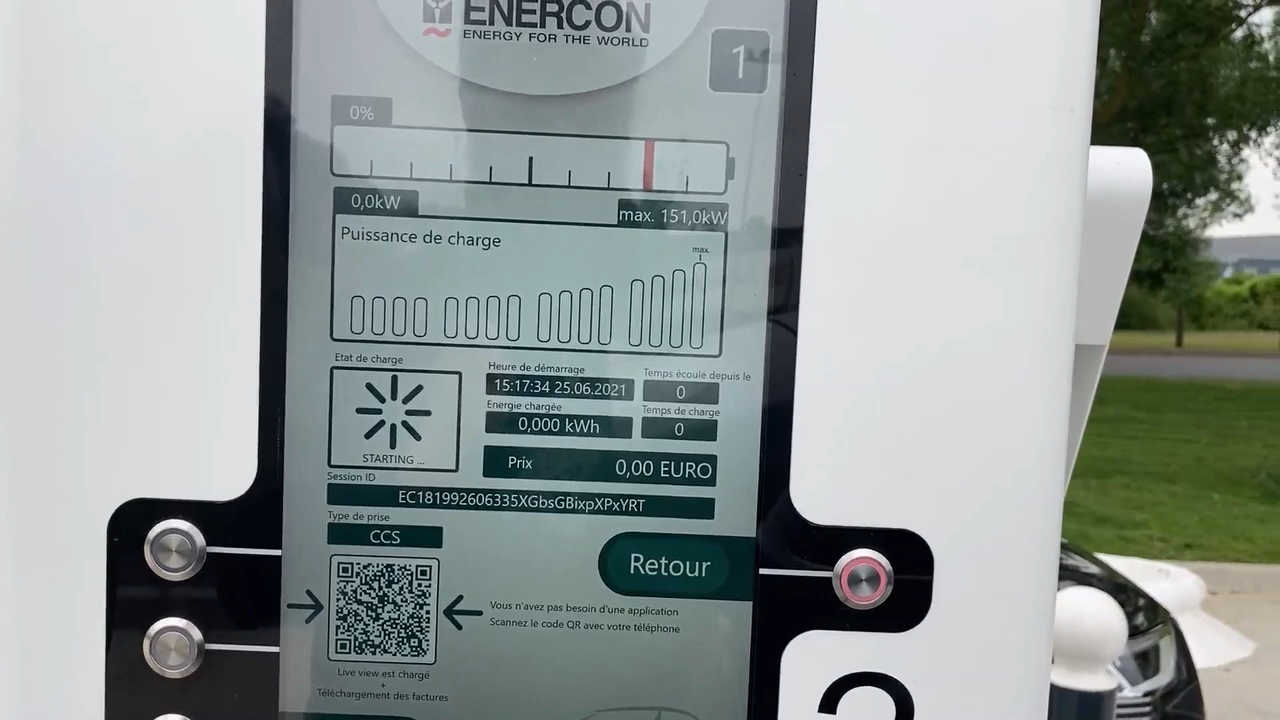 ENERCON
ENERGY FOR THE WORLD
1
0%
0,0kW
max. 151,0kW
Puissance de charge
max.
Etat de charge
STARTING ...
Heure de démarrage
15:17:34 25.06.2021
Temps écoulé depuis le
0
Energie chargée
0,000 kWh
Temps de charge
0
Prix
0,00 EURO
Session ID
EC181992606335XGbsGBixpXPxYRT
Type de prise
CCS
Retour
Vous n'avez pas besoin d'une application
Scannez le code QR avec votre téléphone
Live view est chargé
+
Téléchargement des factures
2